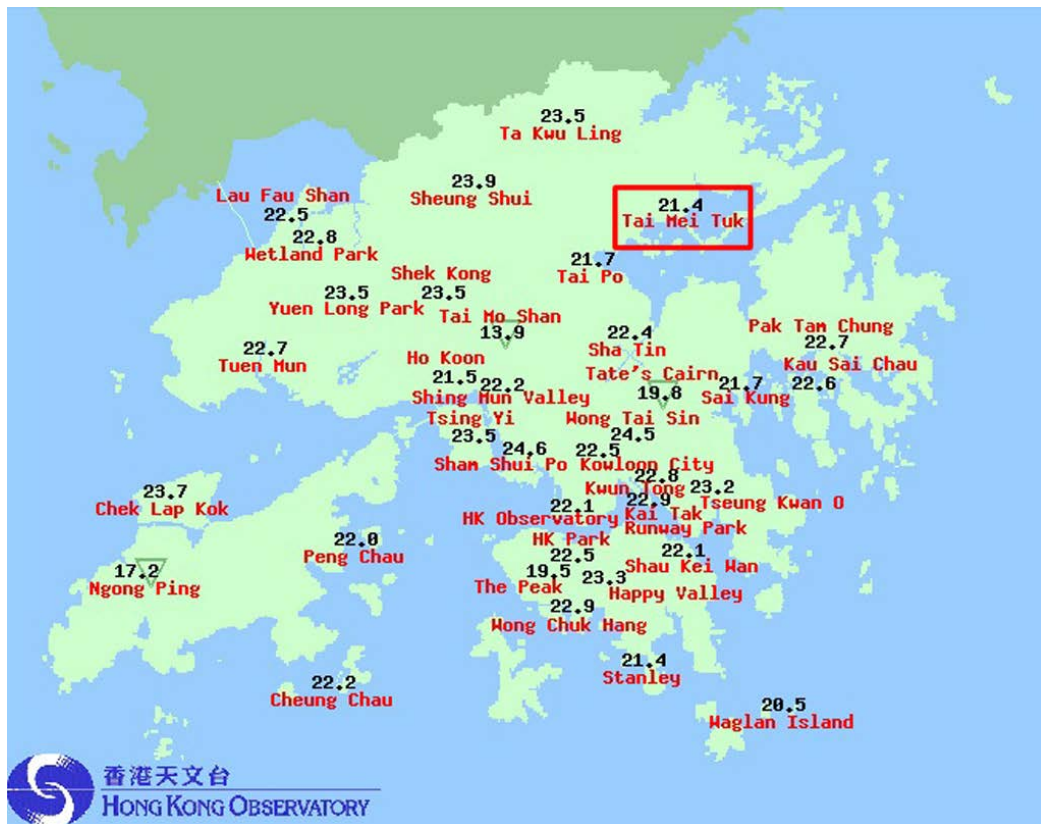 23.5
Ta Kwu Ling
23.9
Sheung Shui
Lau Fau Shan
22.5
22.8
Wetland Park
21.4
Tai Mei Tuk
21.7
Tai Po
Shek Kong
23.5
23.5
Yuen Long Park
Tai Mo Shan
13.9
22.4
Sha Tin
Pak Tam Chung
22.7
Kau Sai Chau
22.6
22.7
Tuen Mun
Ho Koon
21.5
22.2
Shing Mun Valley
Tate's Cairn
19.8
21.7
Sai Kung
Tsing Yi
23.5
Wong Tai Sin
24.5
24.6
Sham Shui Po
22.5
Kowloon City
22.8
Kwun Tong
23.2
Tseung Kwan O
23.7
Chek Lap Kok
22.1
HK Observatory
22.9
Kai Tak
Runway Park
HK Park
22.5
22.0
Peng Chau
22.1
Shau Kei Wan
17.2
Ngong Ping
19.5
The Peak
23.3
Happy Valley
22.9
Wong Chuk Hang
21.4
Stanley
22.2
Cheung Chau
20.5
Waglan Island
香港天文台
HONG KONG OBSERVATORY